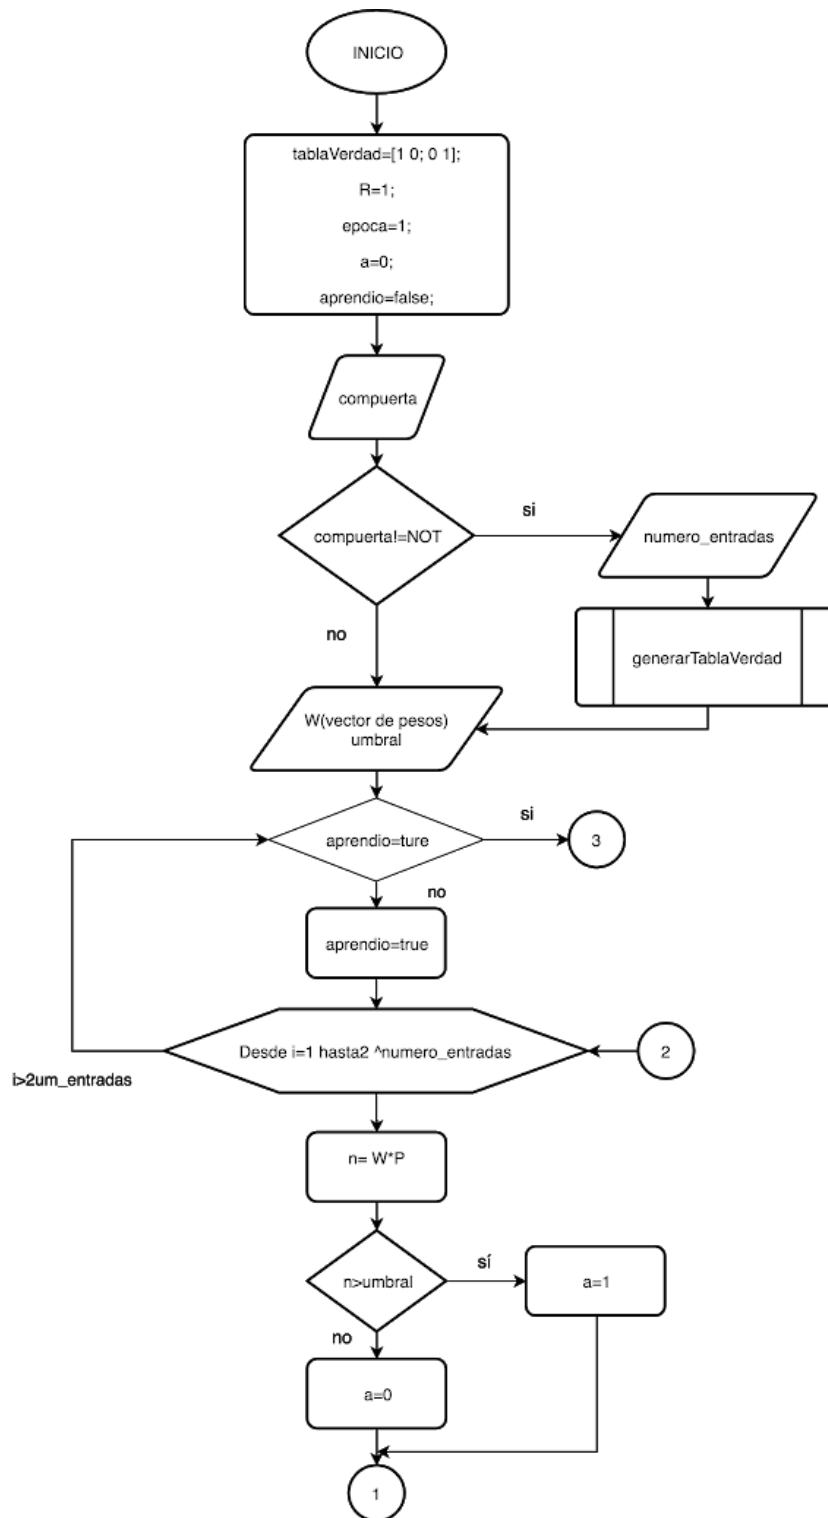 INICIO
tablaVerdad=[1 0; 0 1];
R=1;
epoca=1;
a=0;
aprendio=false;
compuerta
compuerta!=NOT
si
numero_entradas
no
generarTablaVerdad
W(vector de pesos)
umbral
aprendio=ture
si
3
no
aprendio=true
Desde i=1 hasta2 ^numero_entradas
2
i>2um_entradas
n= W*P
n>umbral
sí
a=1
no
a=0
1